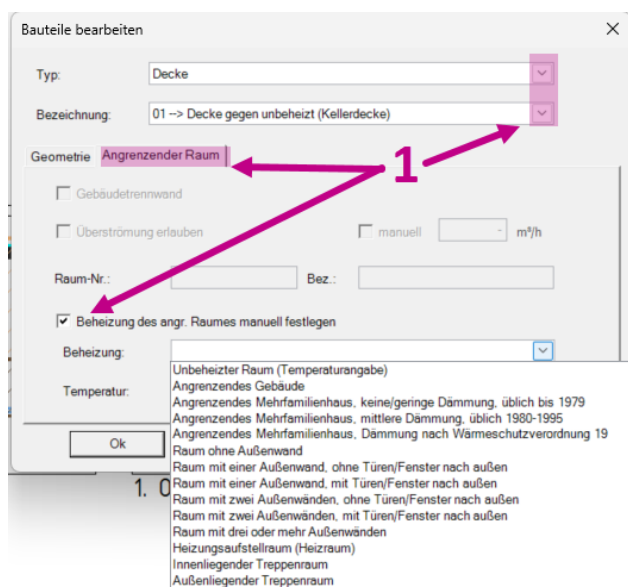 Bauteile bearbeiten
Typ: Decke
Bezeichnung: 01 --> Decke gegen unbeheizt (Kellerdecke)
Geometrie Angrenzender Raum
1
Gebäudetrennwand
Überströmung erlauben manuell - m³/h
Raum-Nr.: Bez.:
Beheizung des angr. Raumes manuell festlegen
Beheizung:
Temperatur:
Unbeheizter Raum (Temperaturangabe)
Angrenzendes Gebäude
Angrenzendes Mehrfamilienhaus, keine/geringe Dämmung, üblich bis 1979
Angrenzendes Mehrfamilienhaus, mittlere Dämmung, üblich 1980-1995
Angrenzendes Mehrfamilienhaus, Dämmung nach Wärmeschutzverordnung 19
Raum ohne Außenwand
Raum mit einer Außenwand, ohne Türen/Fenster nach außen
Raum mit einer Außenwand, mit Türen/Fenster nach außen
Raum mit zwei Außenwänden, ohne Türen/Fenster nach außen
Raum mit zwei Außenwänden, mit Türen/Fenster nach außen
Raum mit drei oder mehr Außenwänden
Heizungsaufstellraum (Heizraum)
Innenliegender Treppenraum
Außenliegender Treppenraum
Ok
1. O